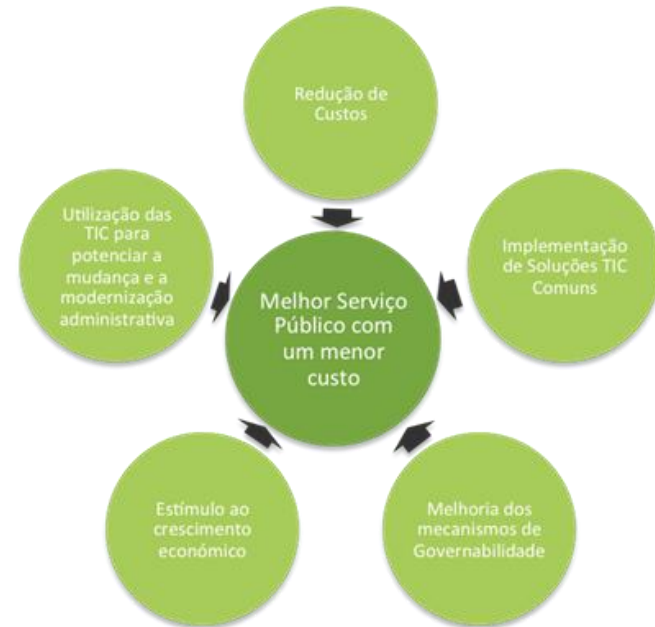 Redução de
Custos
Utilização das
TIC para
potenciar a
mudança e a
modernização
administrativa
Implementação
de Soluções TIC
Comuns
Melhor Serviço
Público com
um menor
custo
Estímulo ao
crescimento
económico
Melhoria dos
mecanismos de
Governabilidade